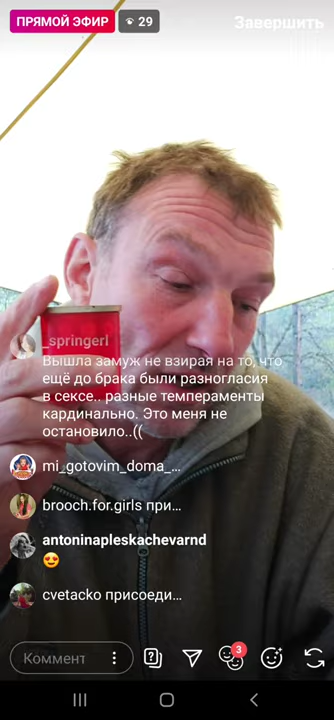 ПРЯМОЙ ЭФИР
29
Завершить
_springerl
Вышла замуж не взирая на то, что
ещё до брака были разногласия
в сексе.. разные темпераменты
кардинально. Это меня не
остановило..((
mi_gotovim_doma_...
brooch.for.girls при...
antoninapleskachevarnd
😍
cvetacko присоеди...
Коммент
3